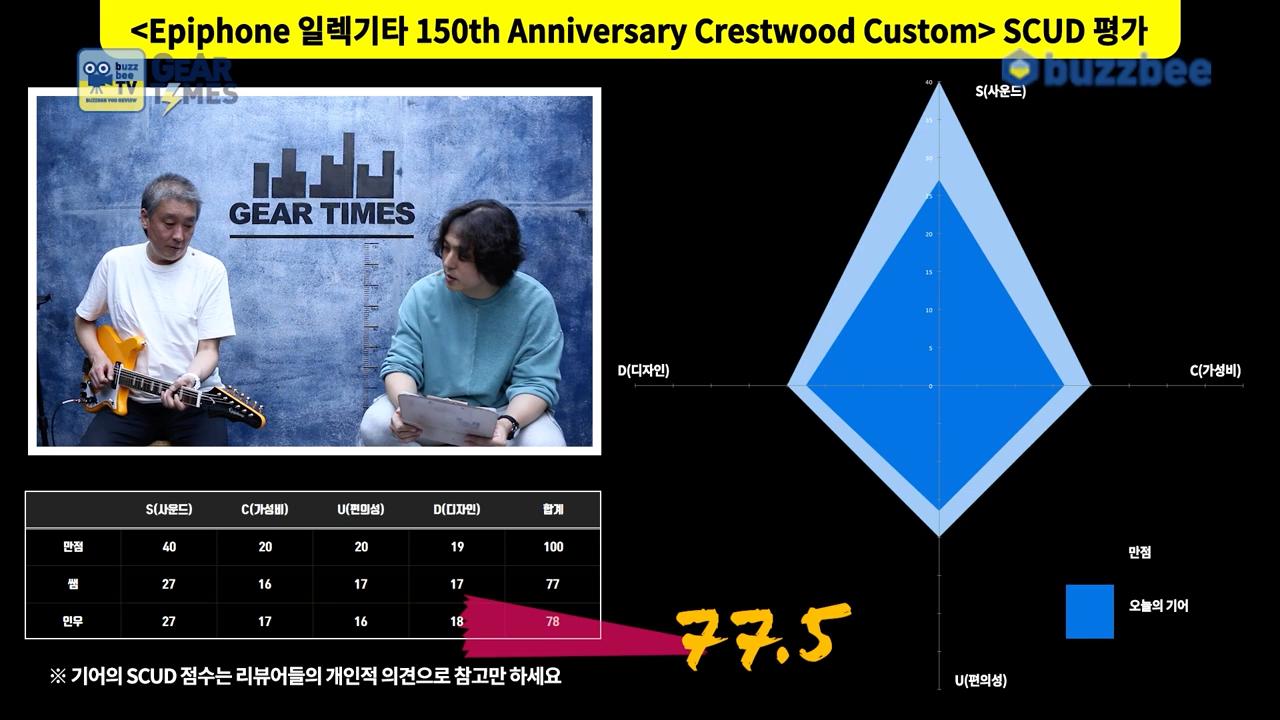 <Epiphone 일렉기타 150th Anniversary Crestwood Custom> SCUD 평가
buzz
bee
TV
BUZZBEE YOU REVIEW
GEAR
TIMES
buzzbee
GEAR TIMES
Epiphone
S(사운드)
40
35
30
25
20
15
10
5
0
D(디자인)
C(가성비)
U(편의성)
만점
오늘의 기어
S(사운드) C(가성비) U(편의성) D(디자인) 합계
만점 40 20 20 19 100
쌤 27 16 17 17 77
민우 27 17 16 18 78
77.5
※ 기어의 SCUD 점수는 리뷰어들의 개인적 의견으로 참고만 하세요